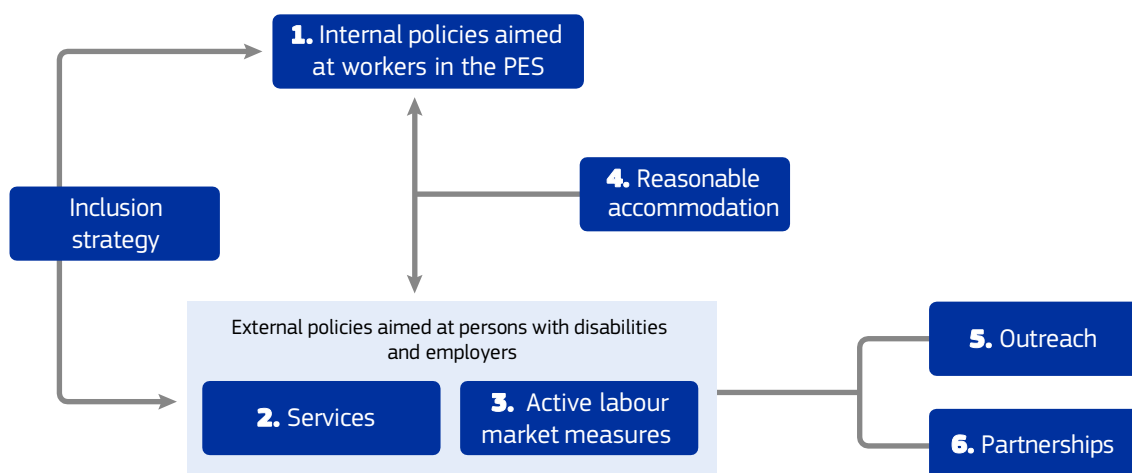 1. Internal policies aimed
at workers in the PES
4. Reasonable
accommodation
Inclusion
strategy
External policies aimed at persons with disabilities
and employers
2. Services
3. Active labour
market measures
5. Outreach
6. Partnerships